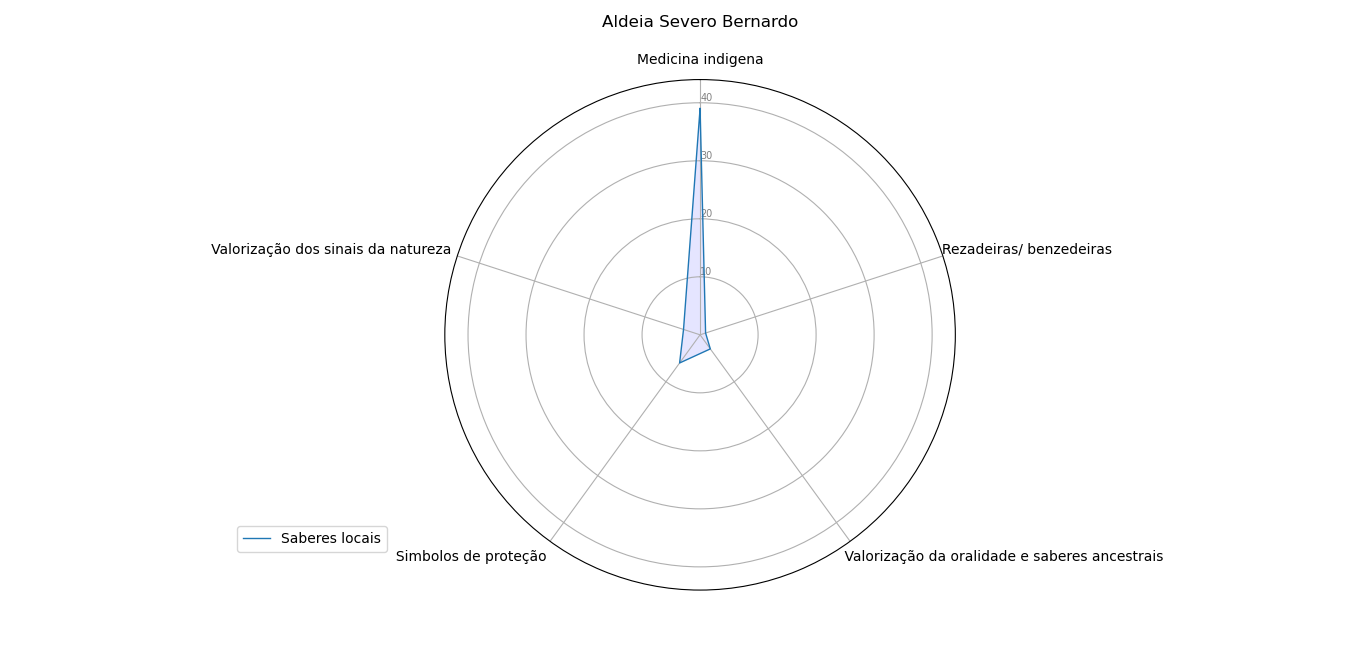 Aldeia Severo Bernardo
Medicina indigena
40
30
20
10
Valorização dos sinais da natureza
Rezadeiras/ benzedeiras
Saberes locais
Simbolos de proteção
Valorização da oralidade e saberes ancestrais